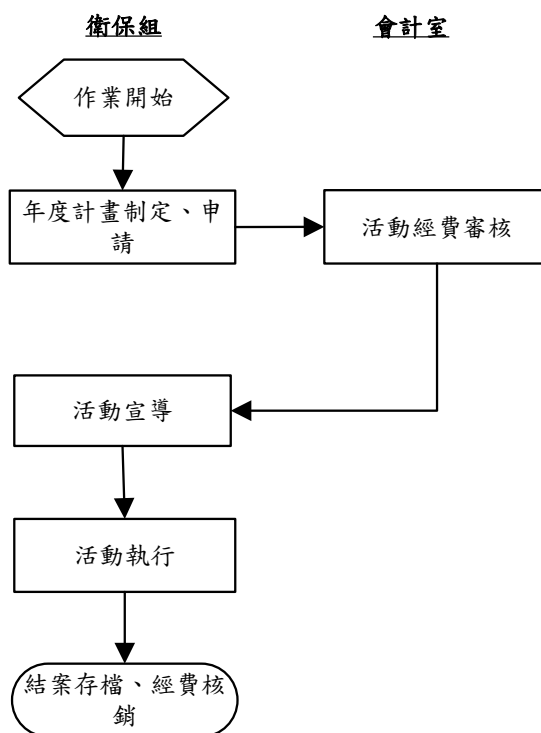 衛保組
會計室
作業開始
年度計畫制定、申
請
活動經費審核
活動宣導
活動執行
結案存檔、經費核
銷